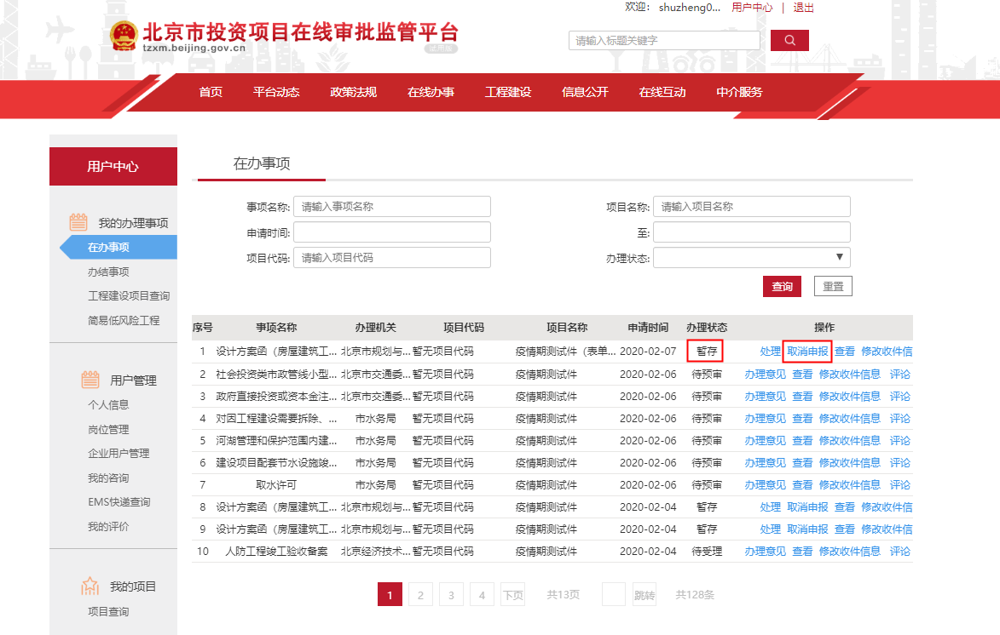 欢迎： shuzheng0... 用户中心 | 退出
北京市投资项目在线审批监管平台
tzxm.beijing.gov.cn
试用版
请输入标题关键字
首页 平台动态 政策法规 在线办事 工程建设 信息公开 在线互动 中介服务
用户中心
我的办理事项
在办事项
办结事项
工程建设项目查询
简易低风险工程
用户管理
个人信息
岗位管理
企业用户管理
我的咨询
EMS快递查询
我的评价
我的项目
项目查询
在办事项
事项名称: 请输入事项名称 项目名称: 请输入项目名称
申请时间: 至:
项目代码: 请输入项目代码 办理状态: ▼
查询 重置
序号 事项名称 办理机关 项目代码 项目名称 申请时间 办理状态 操作
1 设计方案函（房屋建筑工... 北京市规划与... 暂无项目代码 疫情期测试件（表单... 2020-02-07 暂存 处理 取消申报 查看 修改收件信
2 社会投资类市政管线小型... 北京市交通委... 暂无项目代码 疫情期测试件 2020-02-06 待预审 办理意见 查看 修改收件信息 评论
3 政府直接投资或资本金注... 北京市交通委... 暂无项目代码 疫情期测试件 2020-02-06 待预审 办理意见 查看 修改收件信息 评论
4 对因工程建设需要拆除、... 市水务局 暂无项目代码 疫情期测试件 2020-02-06 待预审 办理意见 查看 修改收件信息 评论
5 河湖管理和保护范围内建... 市水务局 暂无项目代码 疫情期测试件 2020-02-06 待预审 办理意见 查看 修改收件信息 评论
6 建设项目配套节水设施竣... 市水务局 暂无项目代码 疫情期测试件 2020-02-06 待预审 办理意见 查看 修改收件信息 评论
7 取水许可 市水务局 暂无项目代码 疫情期测试件 2020-02-06 待预审 办理意见 查看 修改收件信息 评论
8 设计方案函（房屋建筑工... 北京市规划与... 暂无项目代码 疫情期测试件 2020-02-04 暂存 处理 取消申报 查看 修改收件信
9 设计方案函（房屋建筑工... 北京市规划与... 暂无项目代码 疫情期测试件 2020-02-04 暂存 处理 取消申报 查看 修改收件信
10 人防工程竣工验收备案 北京经济技术... 暂无项目代码 疫情期测试件 2020-02-04 待受理 办理意见 查看 修改收件信息 评论
1 2 3 4 下页 共13页 跳转 共128条